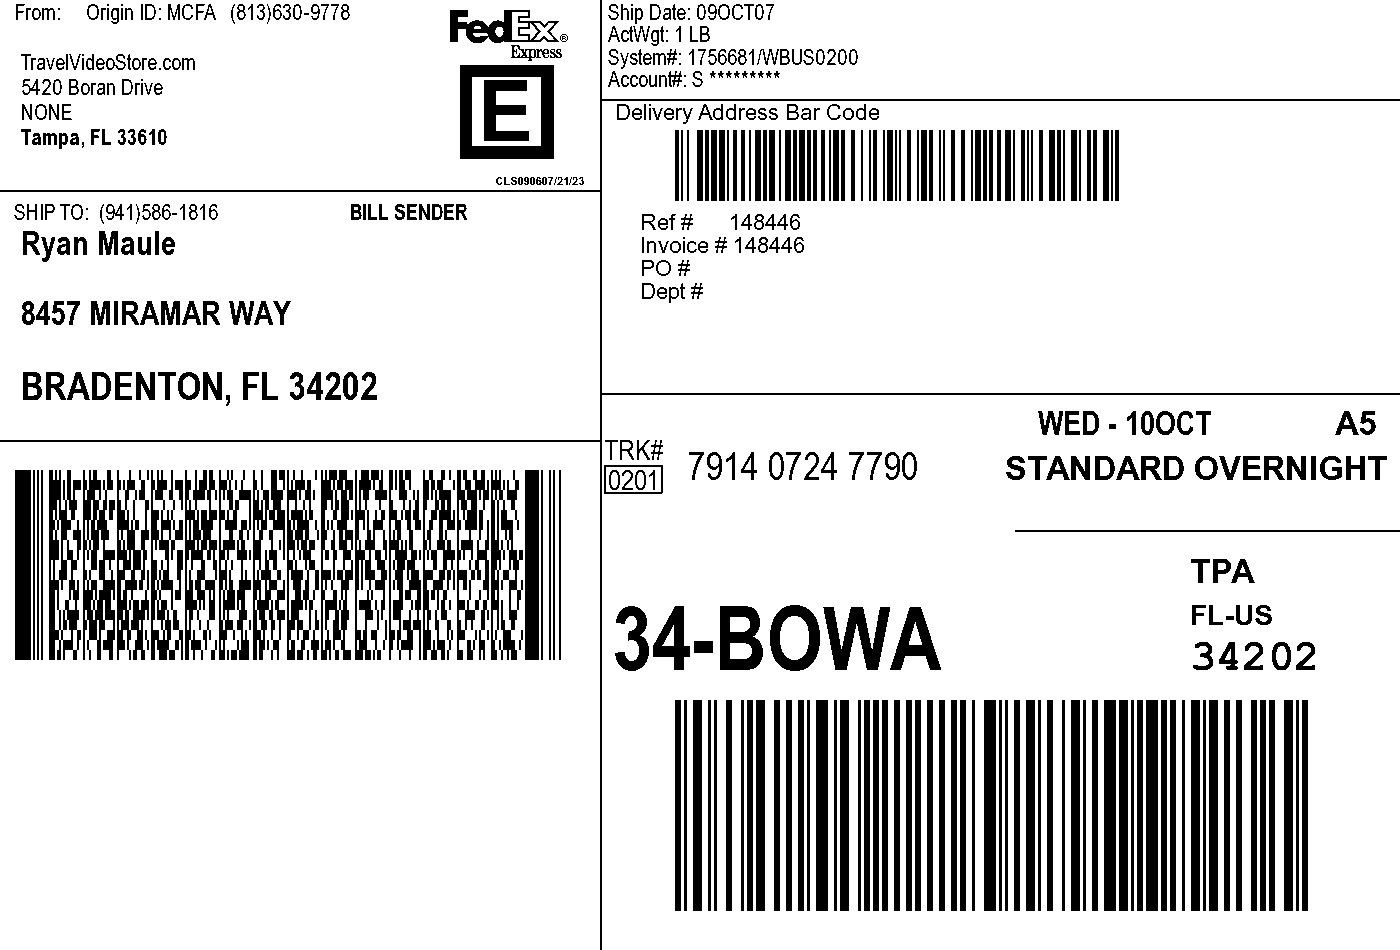 From: Origin ID: MCFA (813)630-9778
TravelVideoStore.com
5420 Boran Drive
NONE
Tampa, FL 33610
FedEx®
Express
E
CLS090607/21/23
SHIP TO: (941)586-1816 BILL SENDER
Ryan Maule
8457 MIRAMAR WAY
BRADENTON, FL 34202
Ship Date: 09OCT07
ActWgt: 1 LB
System#: 1756681/WBUS0200
Account#: S *********
Delivery Address Bar Code
Ref # 148446
Invoice # 148446
PO #
Dept #
WED - 10OCT A5
TRK#
0201
7914 0724 7790
STANDARD OVERNIGHT
TPA
FL-US
34202
34-BOWA